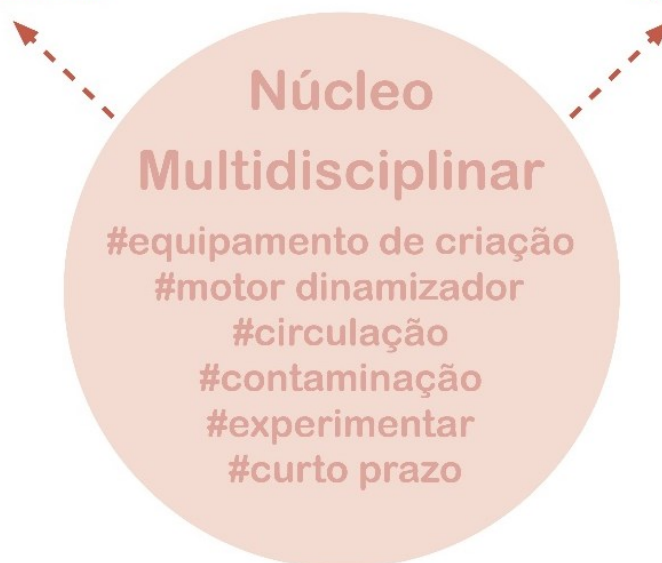 Núcleo
Multidisciplinar
#equipamento de criação
#motor dinamizador
#circulação
#contaminação
#experimentar
#curto prazo